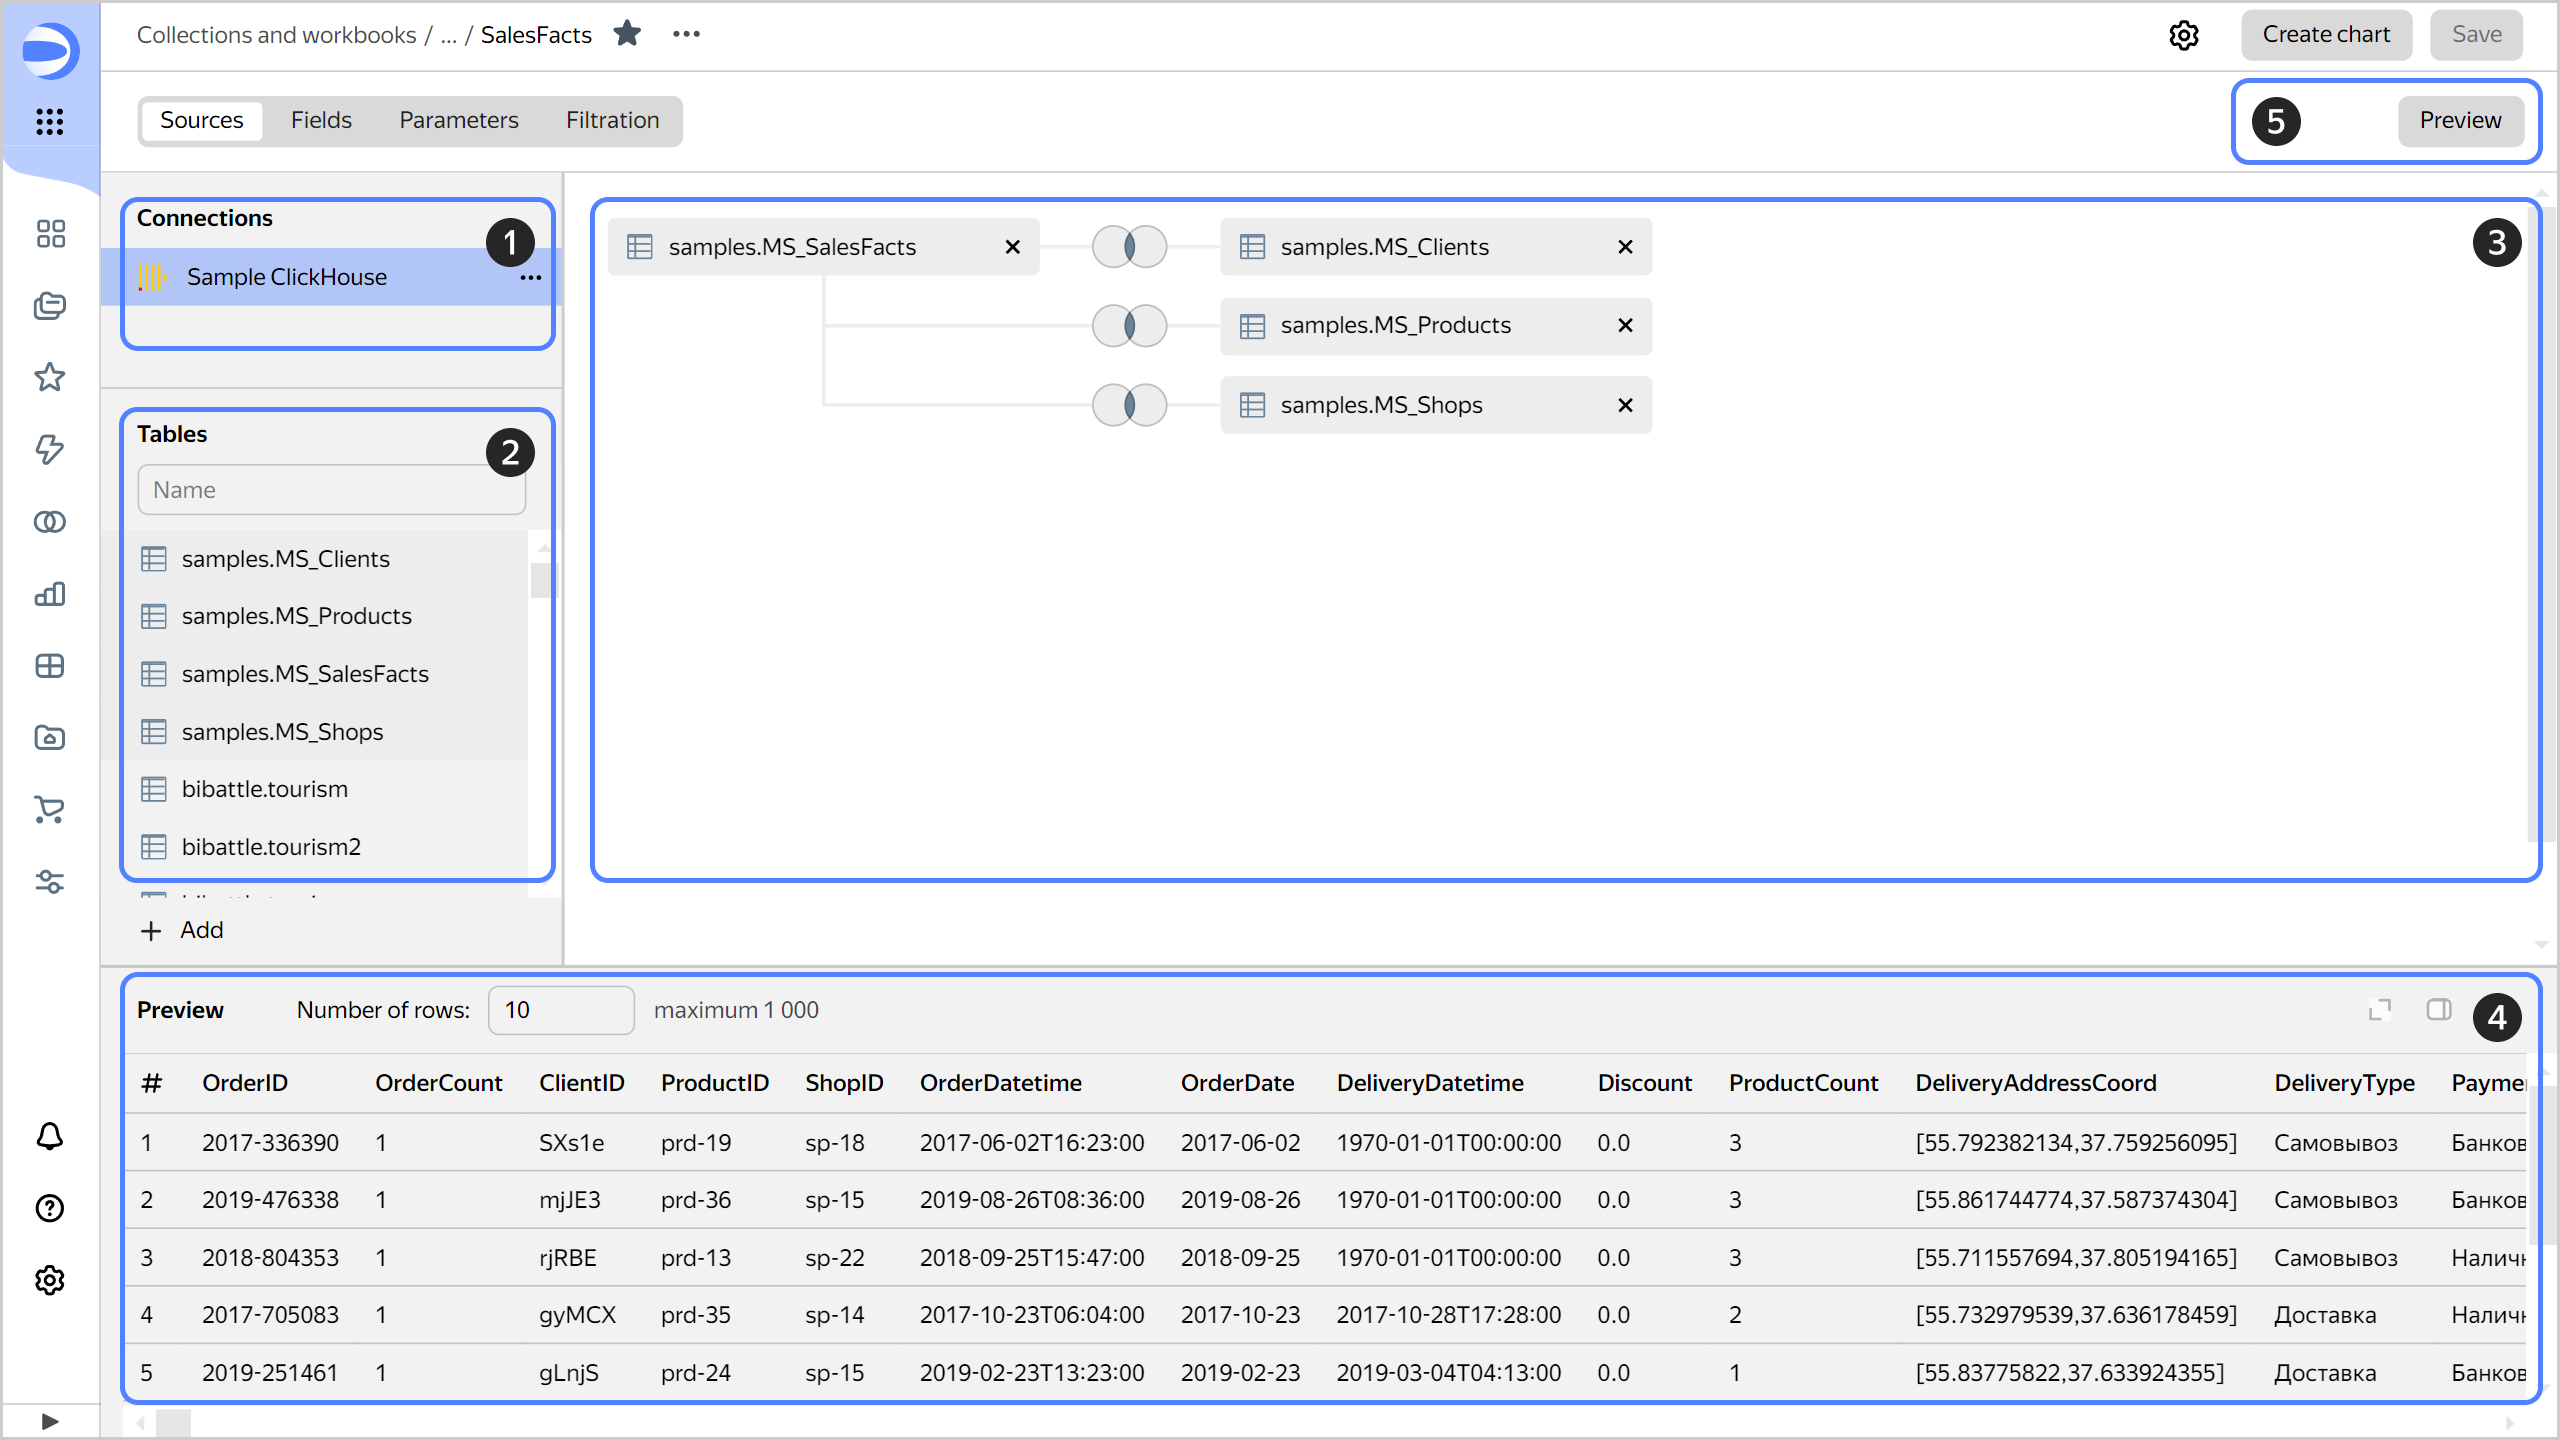 Collections and workbooks / ... / SalesFacts
Create chart
Save
Sources
Fields
Parameters
Filtration
5
Preview
Connections
1
Sample ClickHouse
Tables
2
Name
samples.MS_Clients
samples.MS_Products
samples.MS_SalesFacts
samples.MS_Shops
bibattle.tourism
bibattle.tourism2
+ Add
3
samples.MS_SalesFacts
samples.MS_Clients
samples.MS_Products
samples.MS_Shops
Preview Number of rows: 10 maximum 1 000
4
# OrderID OrderCount ClientID ProductID ShopID OrderDatetime OrderDate DeliveryDatetime Discount ProductCount DeliveryAddressCoord DeliveryType Payme
1 2017-336390 1 SXs1e prd-19 sp-18 2017-06-02T16:23:00 2017-06-02 1970-01-01T00:00:00 0.0 3 [55.792382134,37.759256095] Самовывоз Банков
2 2019-476338 1 mjJE3 prd-36 sp-15 2019-08-26T08:36:00 2019-08-26 1970-01-01T00:00:00 0.0 3 [55.861744774,37.587374304] Самовывоз Банков
3 2018-804353 1 rjRBE prd-13 sp-22 2018-09-25T15:47:00 2018-09-25 1970-01-01T00:00:00 0.0 3 [55.711557694,37.805194165] Самовывоз Налич
4 2017-705083 1 gyMCX prd-35 sp-14 2017-10-23T06:04:00 2017-10-23 2017-10-28T17:28:00 0.0 2 [55.732979539,37.636178459] Доставка Налич
5 2019-251461 1 gLnjS prd-24 sp-15 2019-02-23T13:23:00 2019-02-23 2019-03-04T04:13:00 0.0 1 [55.83775822,37.633924355] Доставка Банков